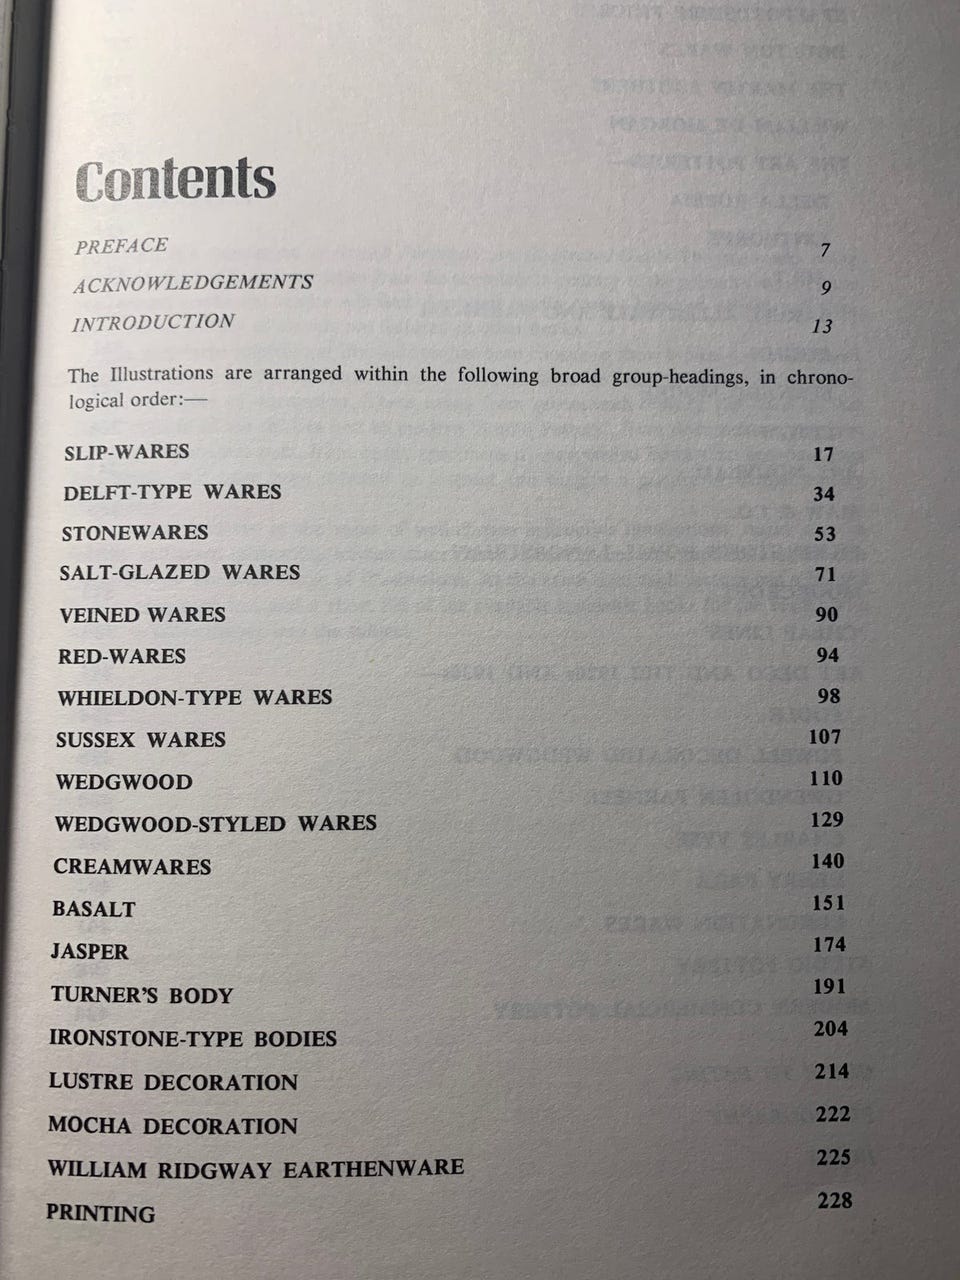 Contents
PREFACE 7
ACKNOWLEDGEMENTS 9
INTRODUCTION 13
The Illustrations are arranged within the following broad group-headings, in chrono-
logical order:—
SLIP-WARES 17
DELFT-TYPE WARES 34
STONEWARES 53
SALT-GLAZED WARES 71
VEINED WARES 90
RED-WARES 94
WHIELDON-TYPE WARES 98
SUSSEX WARES 107
WEDGWOOD 110
WEDGWOOD-STYLED WARES 129
CREAMWARES 140
BASALT 151
JASPER 174
TURNER'S BODY 191
IRONSTONE-TYPE BODIES 204
LUSTRE DECORATION 214
MOCHA DECORATION 222
WILLIAM RIDGWAY EARTHENWARE 225
PRINTING 228